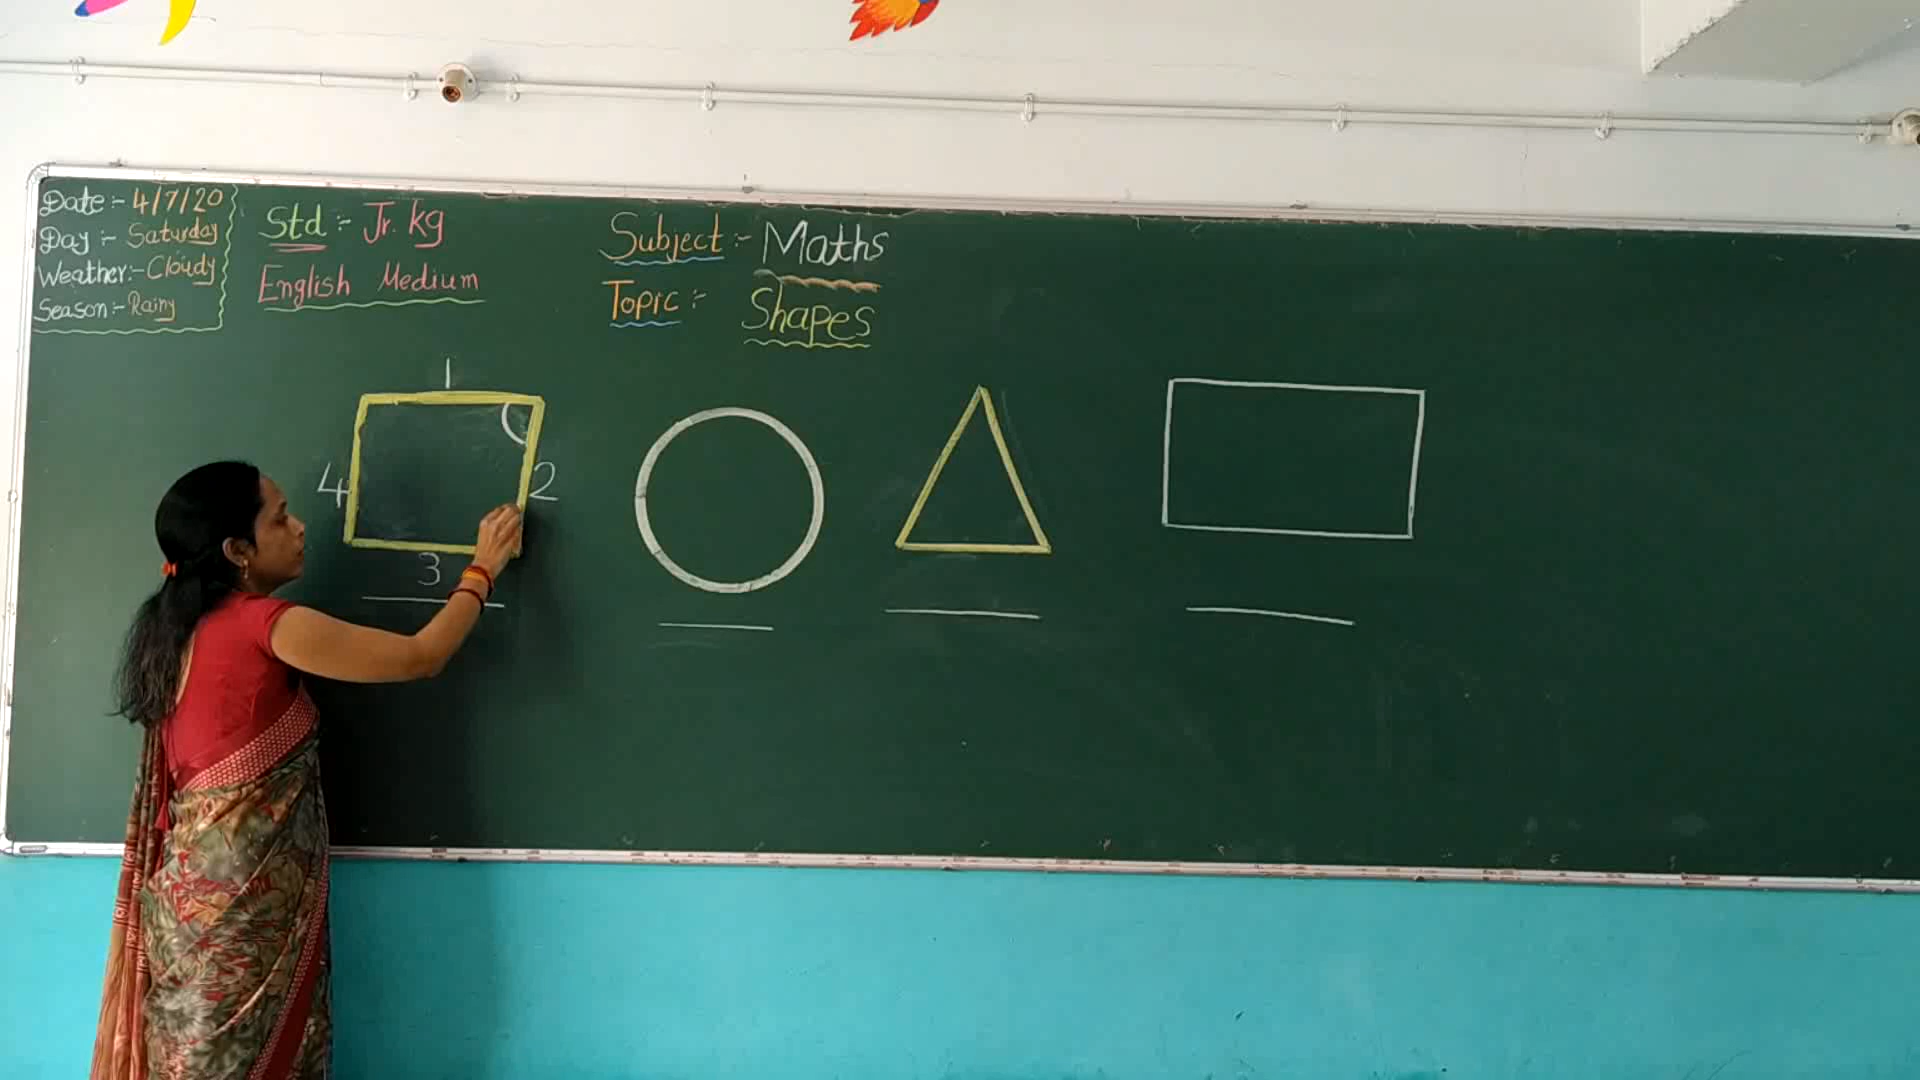 Date:- 4/7/20
Day:- Saturday
Weather:- Cloudy
Season:- Rainy
Std:- Jr. kg
English Medium
Subject:- Maths
Topic:- Shapes
1
4
2
3